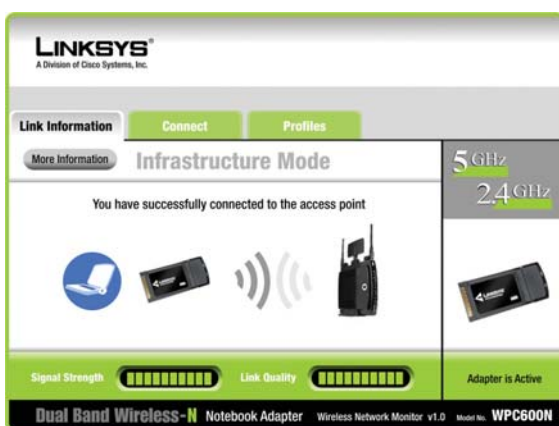 LINKSYS®
A Division of Cisco Systems, Inc.
Link Information Connect Profiles
More Information Infrastructure Mode
5 GHz
2.4 GHz
You have successfully connected to the access point
LINKSYS
LINKSYS
Signal Strength Link Quality Adapter is Active
Dual Band Wireless-N Notebook Adapter Wireless Network Monitor v1.0 Model No. WPC600N